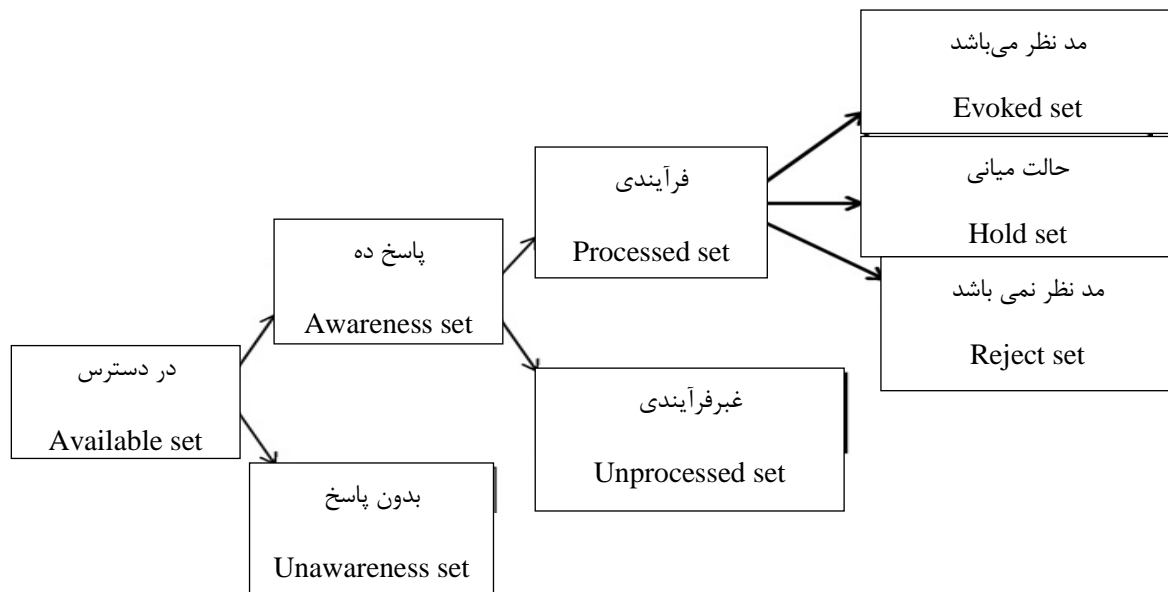 مد نظر می‌باشد
Evoked set
حالت میانی
Hold set
مد نظر نمی باشد
Reject set
فرآیندی
Processed set
غبرفرآیندی
Unprocessed set
پاسخ ده
Awareness set
بدون پاسخ
Unawareness set
در دسترس
Available set